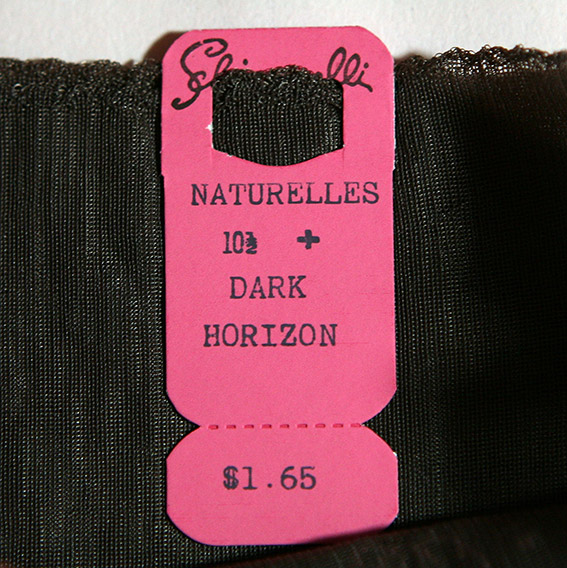 Schiaparelli
NATURELLES
10½ +
DARK
HORIZON
$1.65